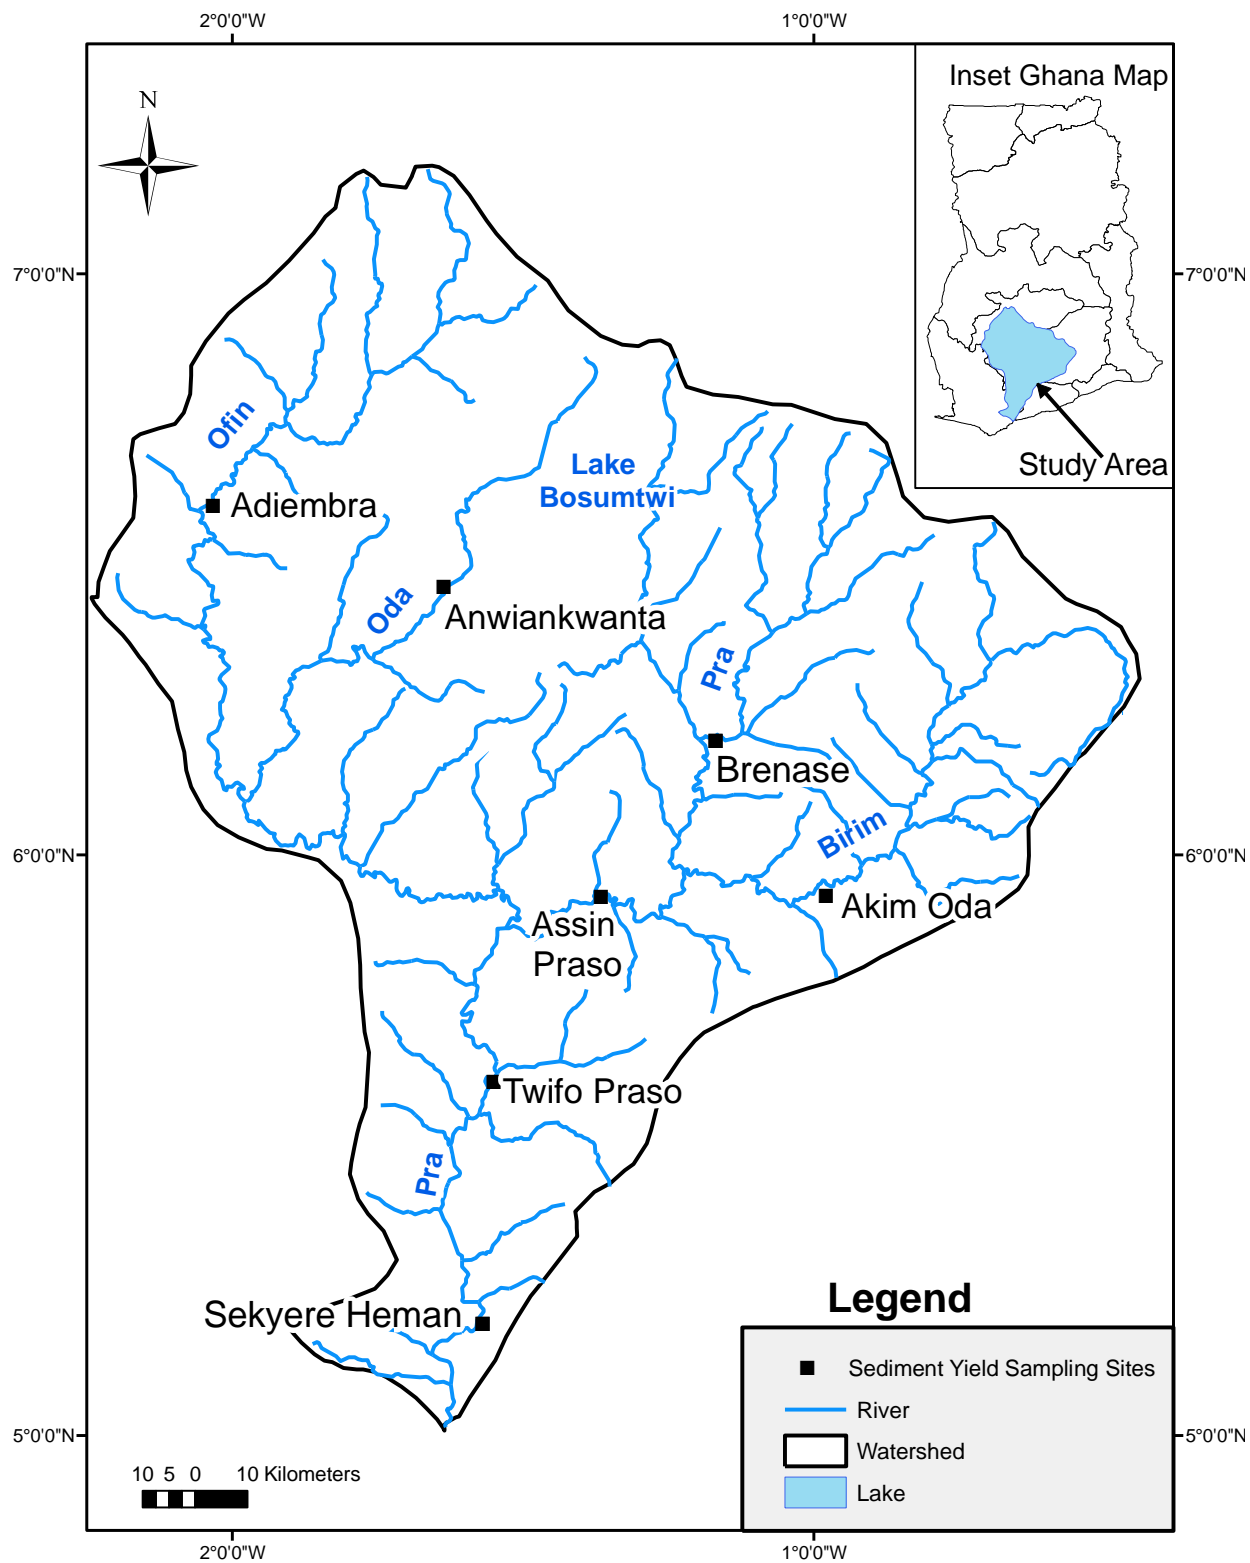 2°0'0"W
1°0'0"W
Inset Ghana Map
N
7°0'0"N
7°0'0"N
Ofin
Lake
Bosumtwi
Study Area
Adiembra
Oda
Anwiankwanta
Pra
Brenase
Birim
6°0'0"N
6°0'0"N
Akim Oda
Assin
Praso
Twifo Praso
Pra
Sekyere Heman
Legend
Sediment Yield Sampling Sites
River
Watershed
Lake
5°0'0"N
5°0'0"N
10 5 0 10 Kilometers
2°0'0"W
1°0'0"W